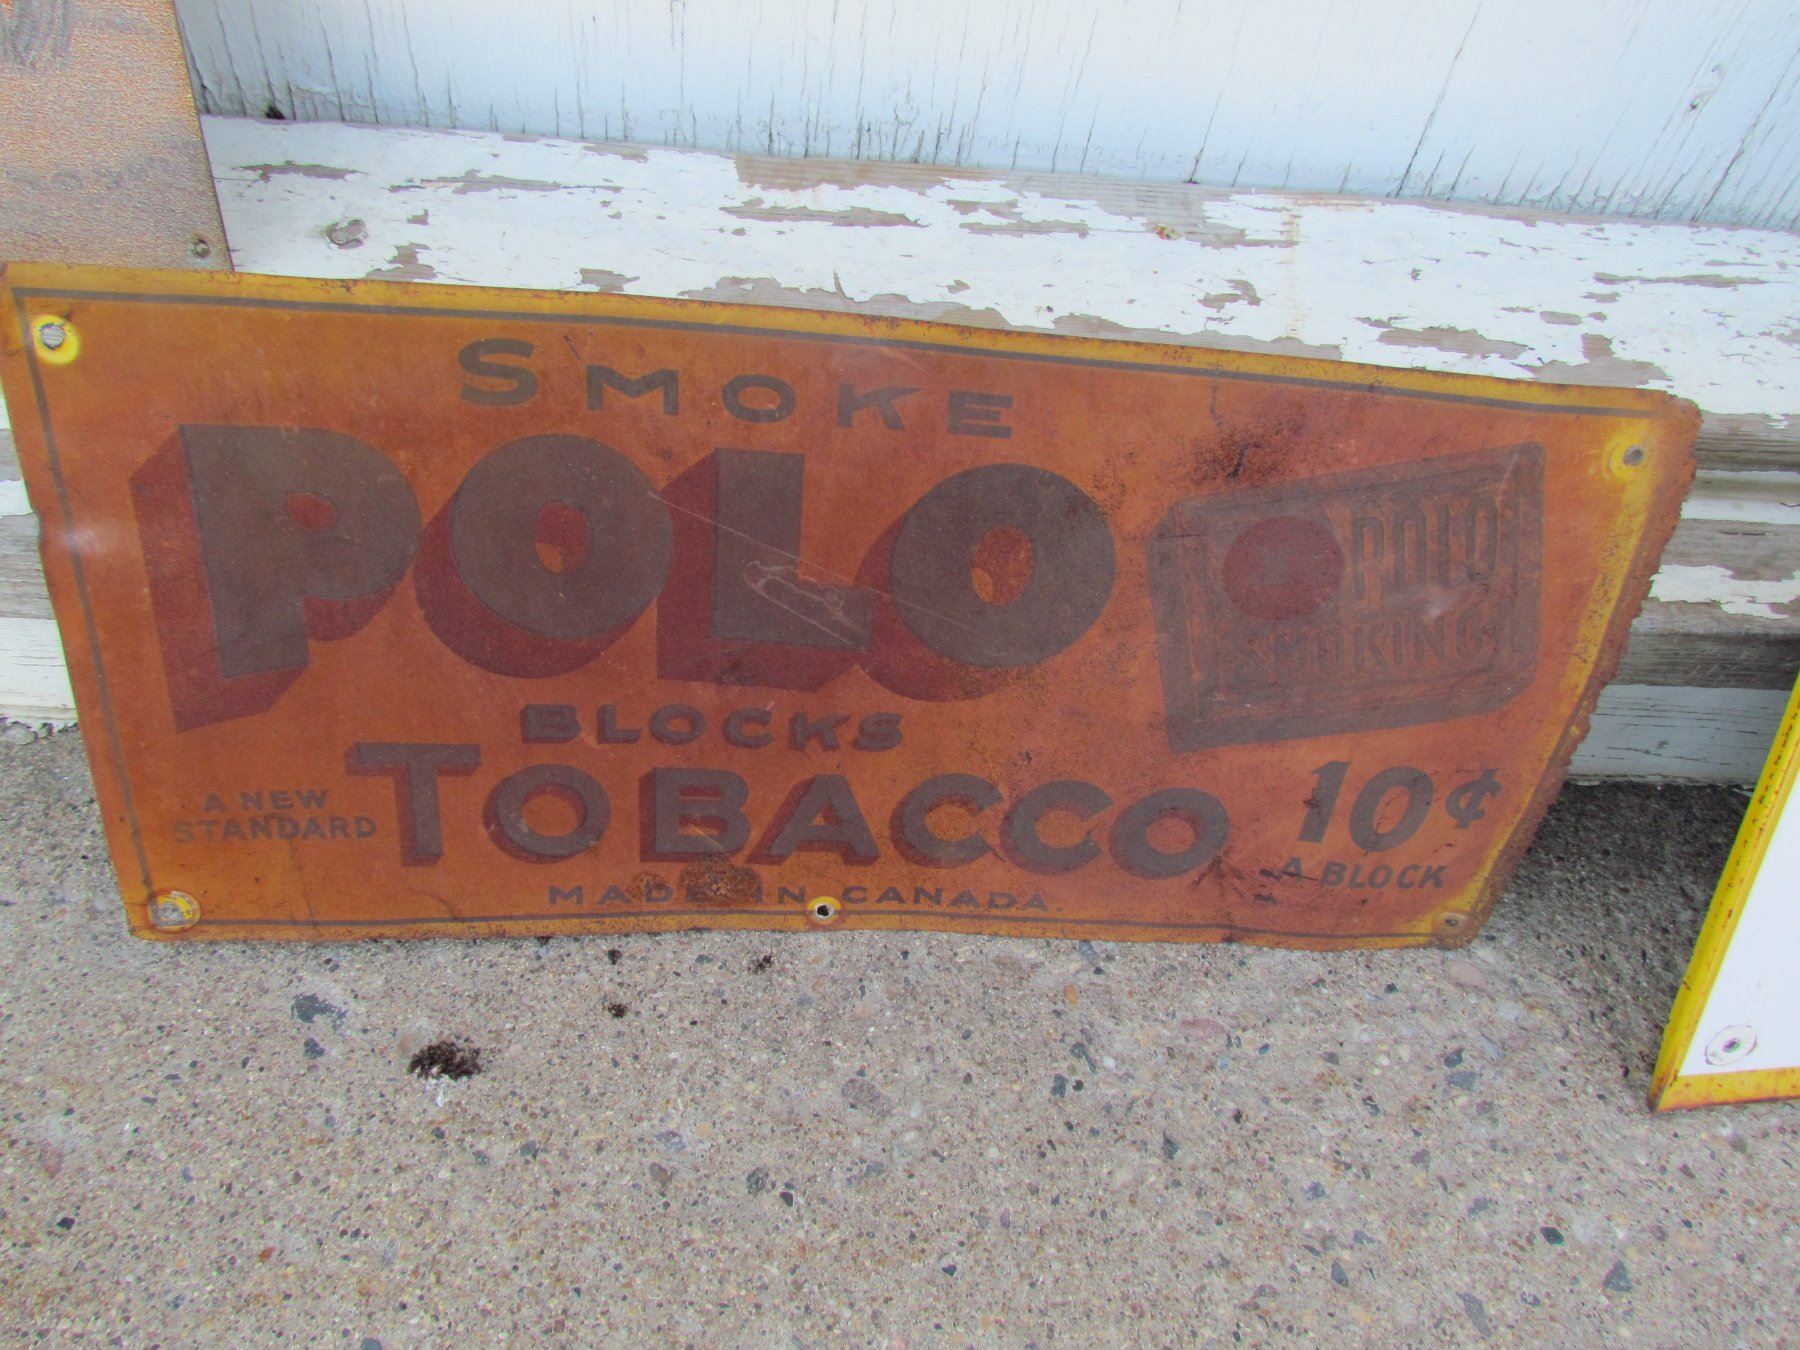 SMOKE
POLO
POLO
SMOKING
BLOCKS
TOBACCO
A NEW
STANDARD
10¢
A BLOCK
MADE IN CANADA.